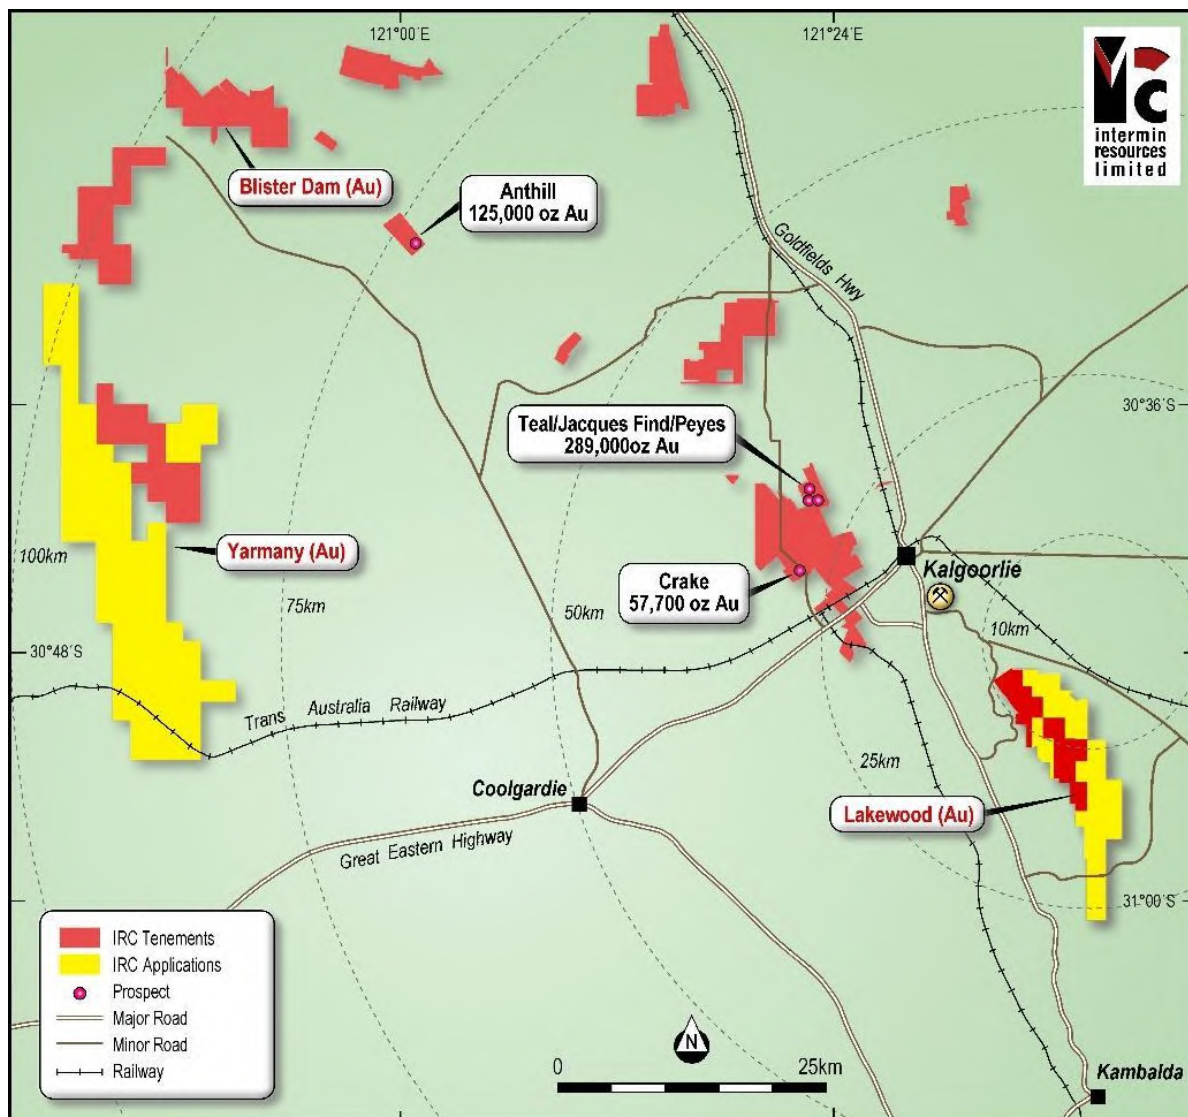 121°00´E
121°24´E
intermin
resources
limited
Blister Dam (Au)
Anthill
125,000 oz Au
Goldfields Hwy
Teal/Jacques Find/Peyes
289,000oz Au
30°36´S
100km
Yarmany (Au)
75km
50km
Crake
57,700 oz Au
Kalgoorlie
10km
30°48´S
Trans Australia Railway
25km
Coolgardie
Lakewood (Au)
Great Eastern Highway
31°00´S
IRC Tenements
IRC Applications
Prospect
Major Road
Minor Road
Railway
N
0
25km
Kambalda